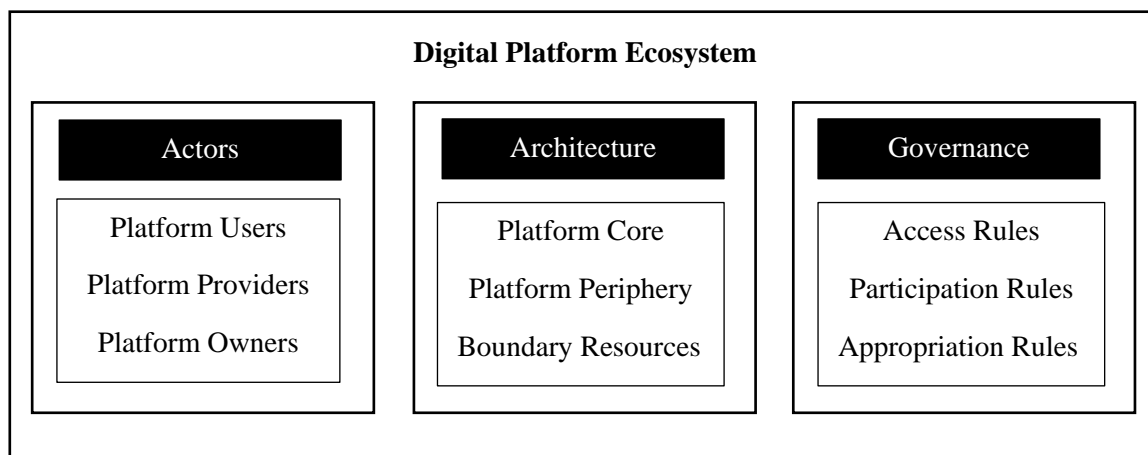 Digital Platform Ecosystem
Actors
Platform Users
Platform Providers
Platform Owners
Architecture
Platform Core
Platform Periphery
Boundary Resources
Governance
Access Rules
Participation Rules
Appropriation Rules